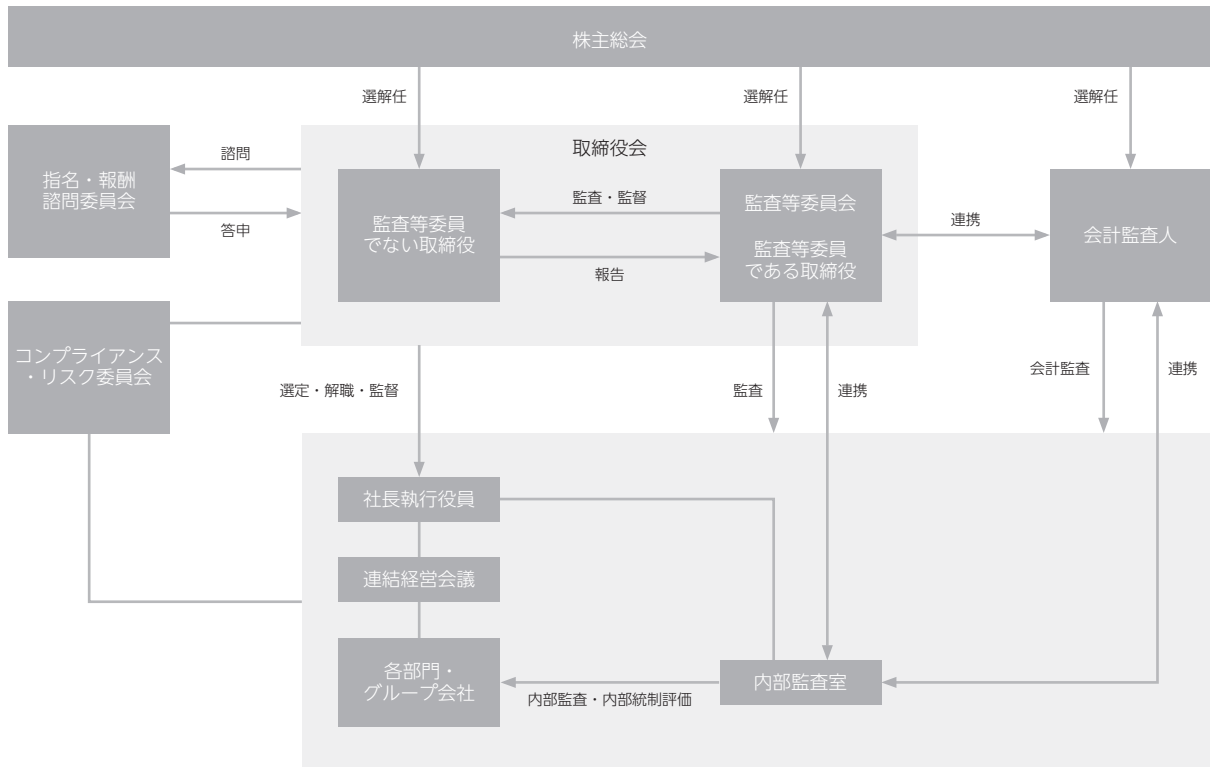 株主総会
選解任
選解任
選解任
取締役会
指名・報酬
諮問委員会
諮問
答申
監査等委員
でない取締役
監査・監督
報告
監査等委員会
監査等委員
である取締役
連携
会計監査人
コンプライアンス
・リスク委員会
選定・解職・監督
監査
連携
会計監査
連携
社長執行役員
連結経営会議
各部門・
グループ会社
内部監査・内部統制評価
内部監査室